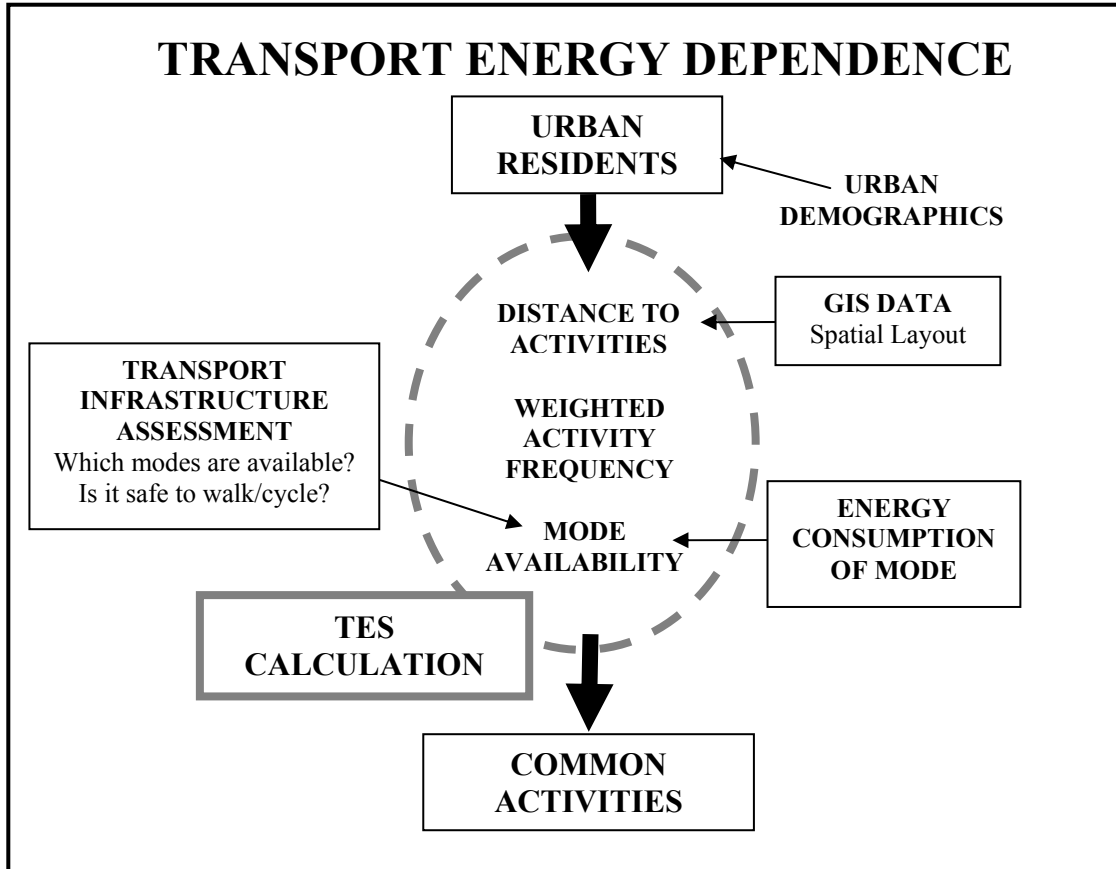 TRANSPORT ENERGY DEPENDENCE
URBAN
RESIDENTS
URBAN
DEMOGRAPHICS
DISTANCE TO
ACTIVITIES
GIS DATA
Spatial Layout
TRANSPORT
INFRASTRUCTURE
ASSESSMENT
Which modes are available?
Is it safe to walk/cycle?
WEIGHTED
ACTIVITY
FREQUENCY
MODE
AVAILABILITY
ENERGY
CONSUMPTION
OF MODE
TES
CALCULATION
COMMON
ACTIVITIES